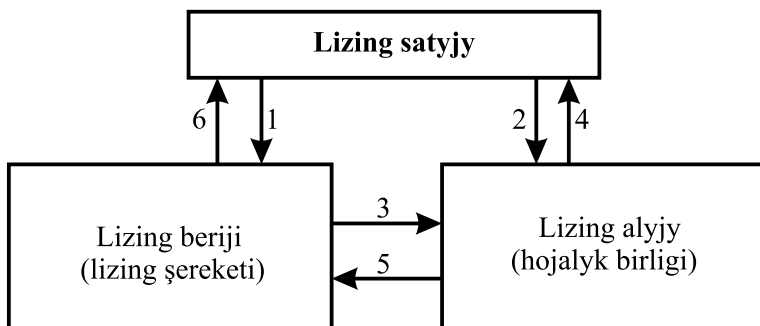 Lizing satyjy
6 1 2 4
3
Lizing beriji
(lizing şereketi)
5
Lizing alyjy
(hojalyk birligi)